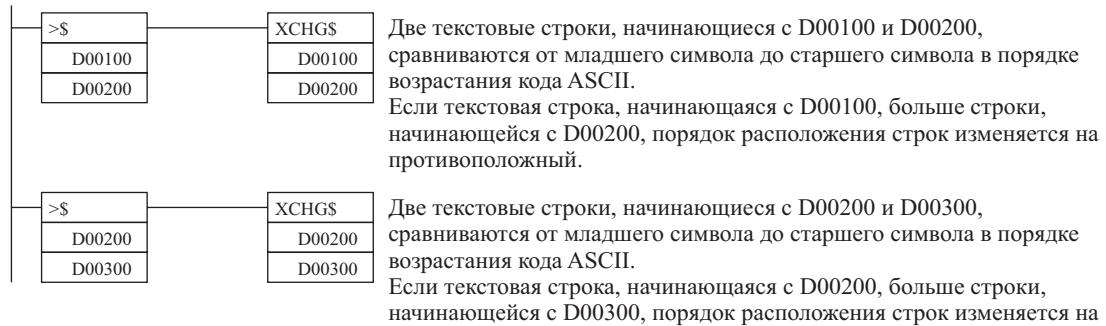 >$
D00100
D00200
XCHG$
D00100
D00200
Две текстовые строки, начинающиеся с D00100 и D00200,
сравниваются от младшего символа до старшего символа в порядке
возрастания кода ASCII.
Если текстовая строка, начинающаяся с D00100, больше строки,
начинающейся с D00200, порядок расположения строк изменяется на
противоположный.
>$
D00200
D00300
XCHG$
D00200
D00300
Две текстовые строки, начинающиеся с D00200 и D00300,
сравниваются от младшего символа до старшего символа в порядке
возрастания кода ASCII.
Если текстовая строка, начинающаяся с D00200, больше строки,
начинающейся с D00300, порядок расположения строк изменяется на